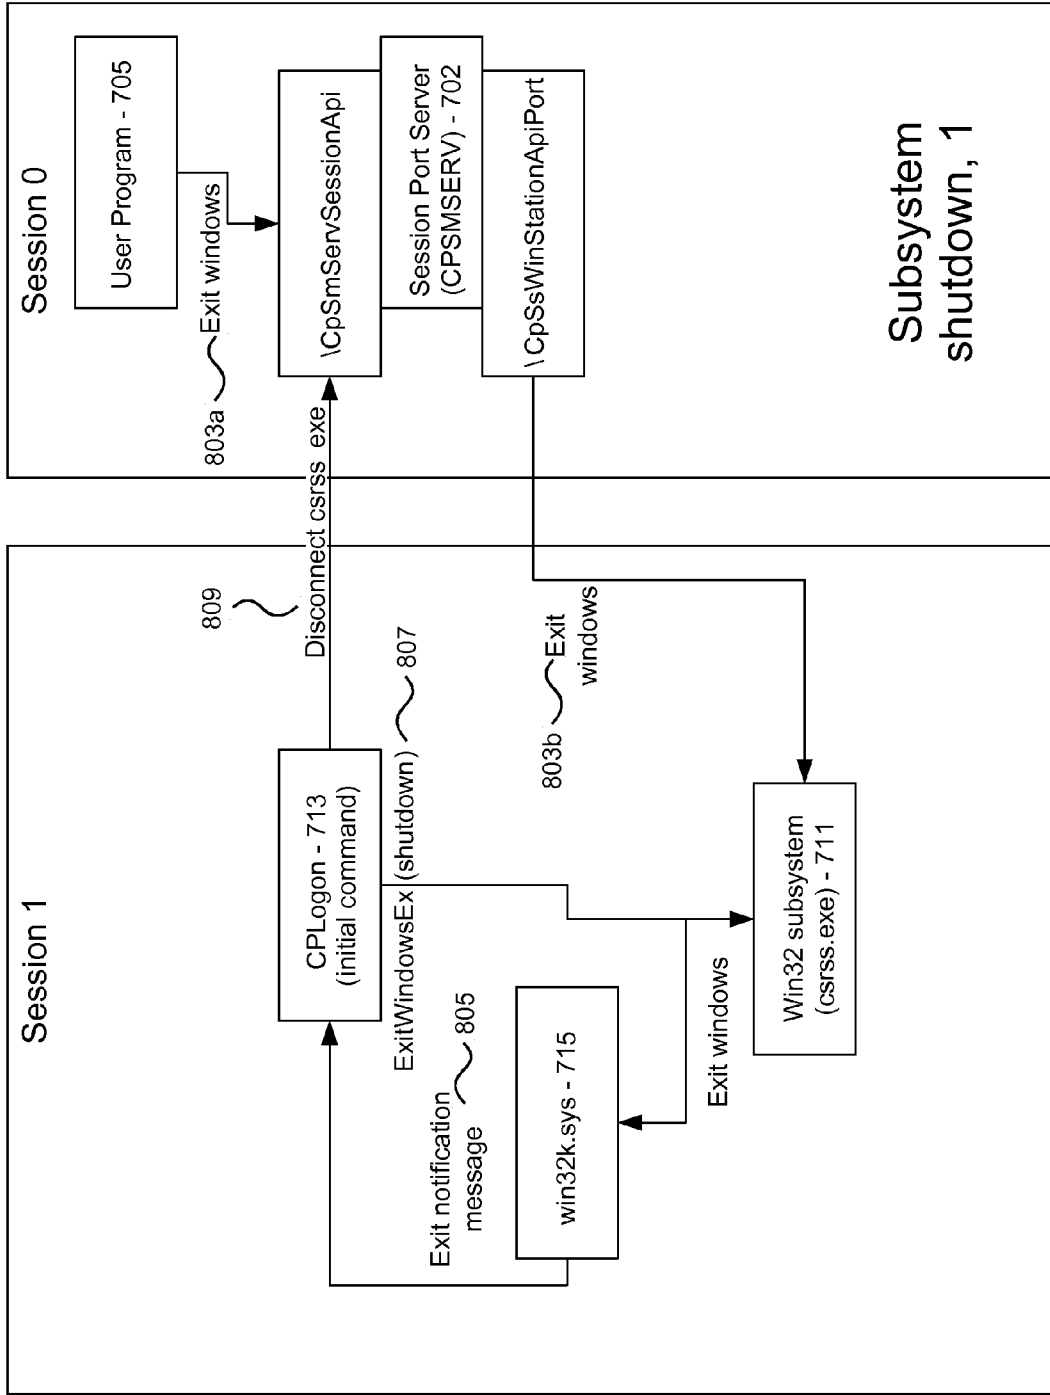 Session 1
Session 0
User Program - 705
803a
Exit windows
809
Disconnect csrss exe
\CpSmServSessionApi
Session Port Server
(CPSMSERV) - 702
\CpSsWinStationApiPort
CPLogon - 713
(initial command)
ExitWindowsEx (shutdown)
807
Exit notification
message
805
win32k.sys - 715
803b
Exit
windows
Exit windows
Win32 subsystem
(csrss.exe) - 711
Subsystem
shutdown, 1